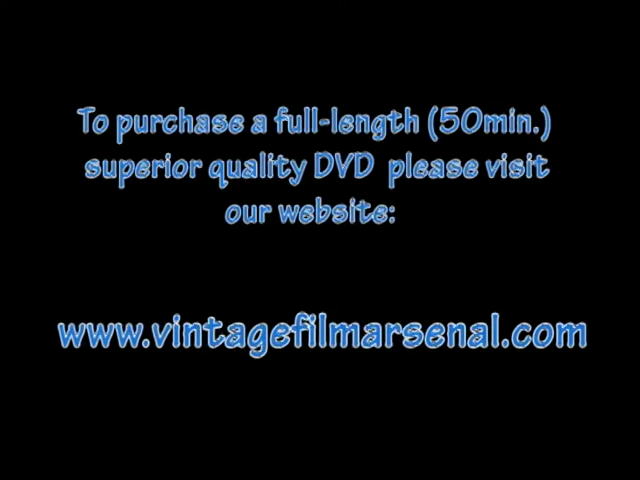 To purchase a full-length (50min.)
superior quality DVD please visit
our website:
www.vintagefilmarsenal.com